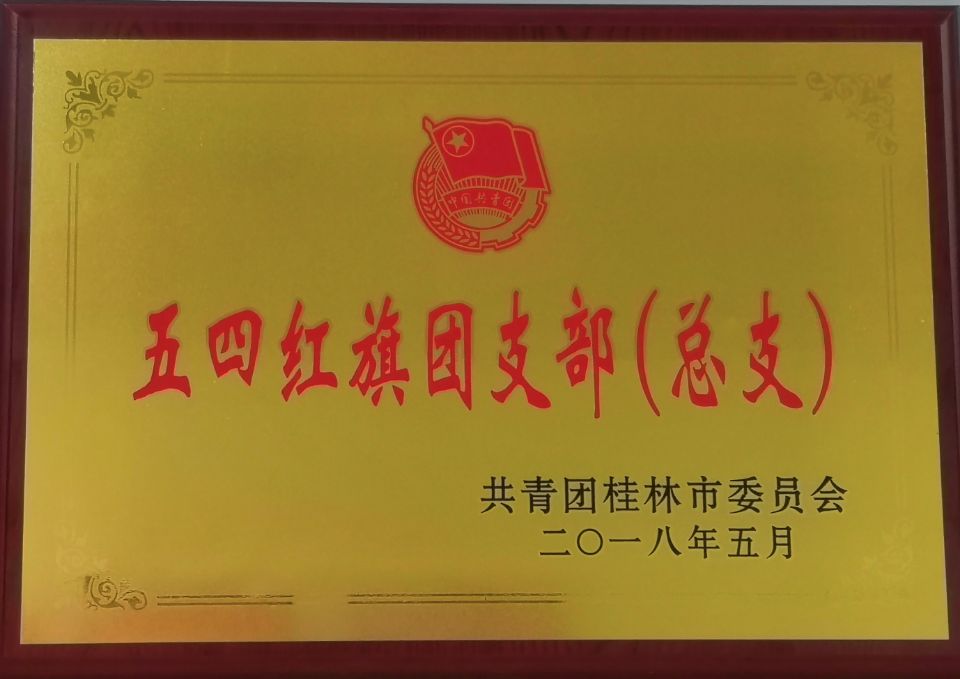 中国共青团
五四红旗团支部(总支)
共青团桂林市委员会
二〇一八年五月